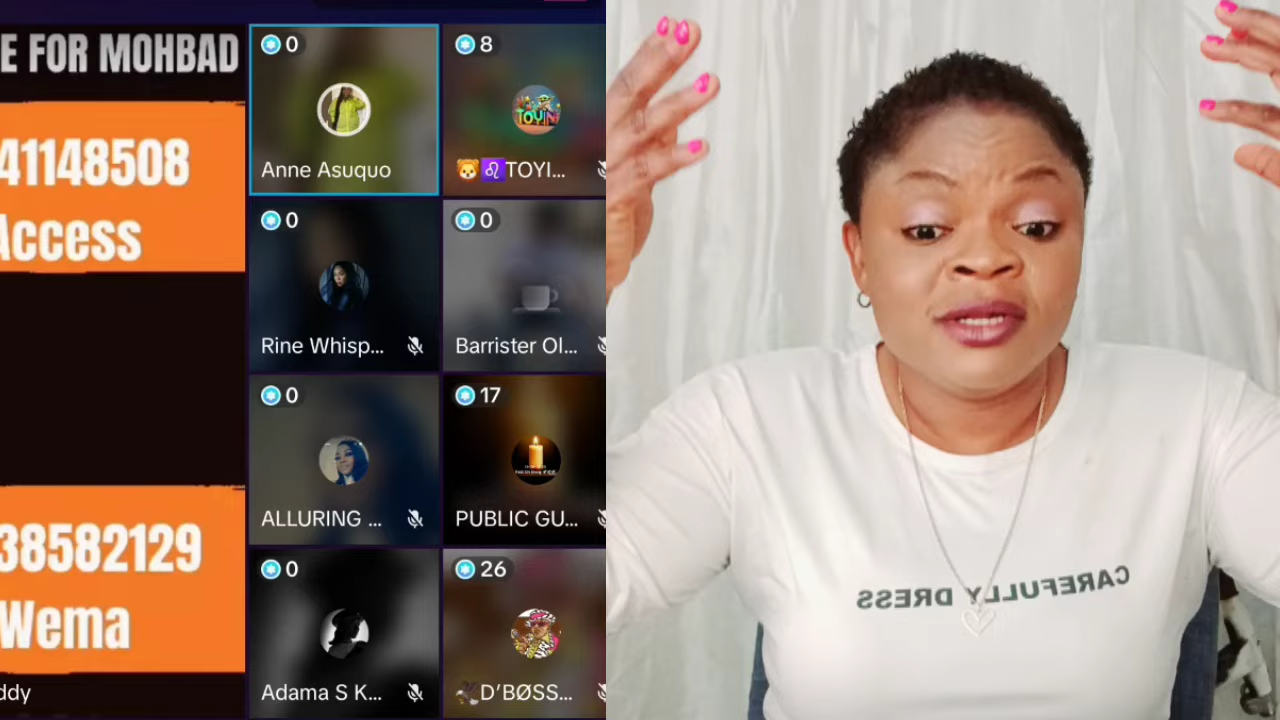 E FOR MOHBAD
41148508
Access
38582129
Wema
ddy
0
Anne Asuquo
8
TOYIN
🐯♌TOYI...
0
Rine Whisp...
0
Barrister Ol...
0
ALLURING ...
17
PUBLIC GU...
0
Adama S K...
26
D'BØSS...
CAREFULLY DRESS